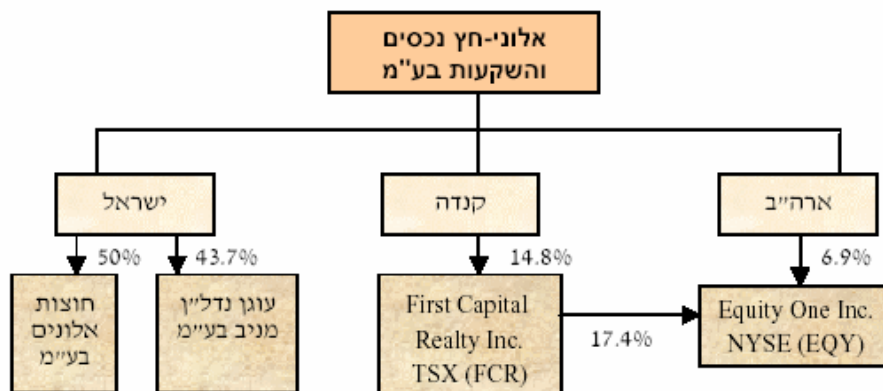 אלוני-חץ נכסים
והשקעות בע"מ
ישראל
קנדה
ארה״ב
50%
43.7%
14.8%
6.9%
חוצות
אלונים
בע״מ
עוגן נדל״ן
מניב בע״מ
First Capital
Realty Inc.
TSX (FCR)
17.4%
Equity One Inc.
NYSE (EQY)